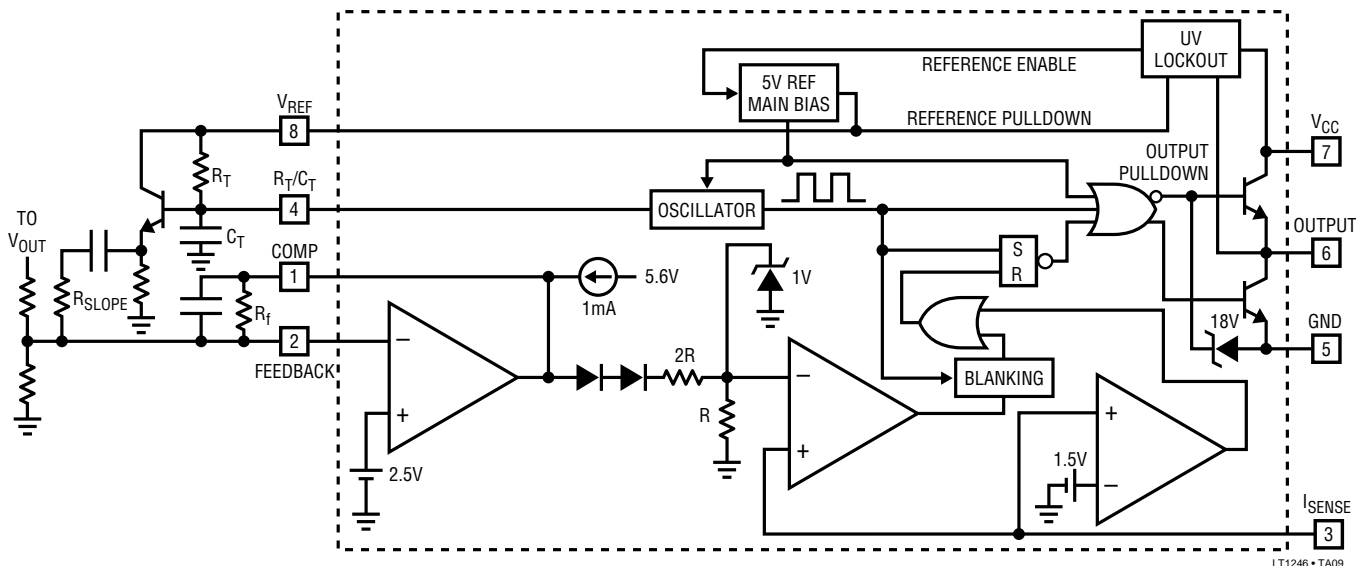 UV
LOCKOUT
REFERENCE ENABLE
5V REF
MAIN BIAS
V_REF
8
REFERENCE PULLDOWN
V_CC
7
OUTPUT
PULLDOWN
R_T
R_T/C_T
4
OSCILLATOR
TO
V_OUT
C_T
OUTPUT
6
COMP
1
S
R
5.6V
1V
1mA
R_SLOPE
R_f
18V
GND
5
2
FEEDBACK
−
2R
−
BLANKING
R
+
+
+
2.5V
1.5V
−
I_SENSE
3
LT1246 • TA09